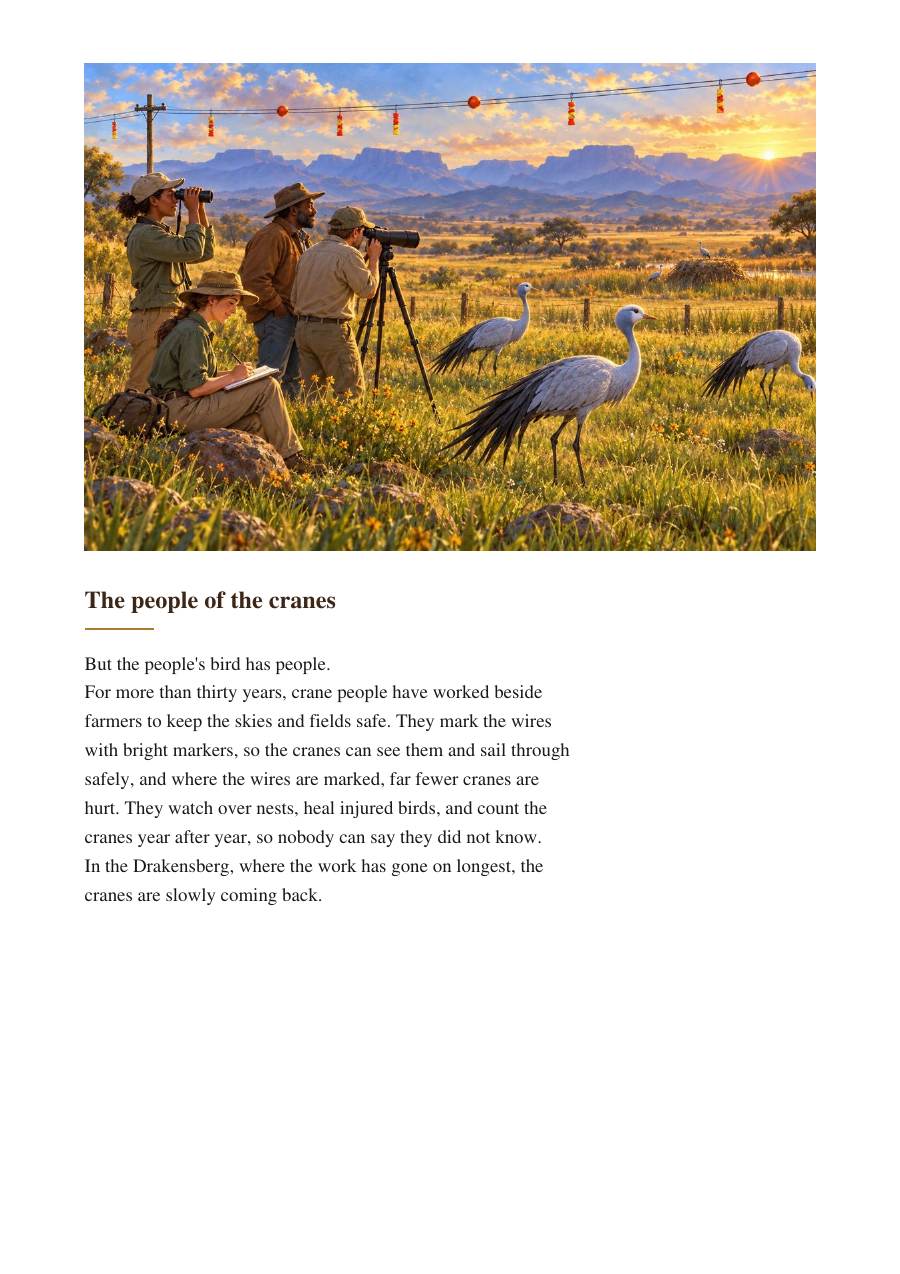 The people of the cranes
But the people's bird has people.
For more than thirty years, crane people have worked beside
farmers to keep the skies and fields safe. They mark the wires
with bright markers, so the cranes can see them and sail through
safely, and where the wires are marked, far fewer cranes are
hurt. They watch over nests, heal injured birds, and count the
cranes year after year, so nobody can say they did not know.
In the Drakensberg, where the work has gone on longest, the
cranes are slowly coming back.